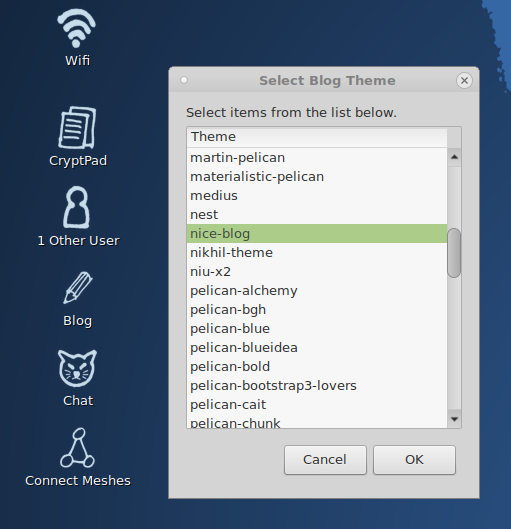 Wifi
CryptPad
1 Other User
Blog
Chat
Connect Meshes
Select Blog Theme
Select items from the list below.
Theme
martin-pelican
materialistic-pelican
medius
nest
nice-blog
nikhil-theme
niu-x2
pelican-alchemy
pelican-bgh
pelican-blue
pelican-blueidea
pelican-bold
pelican-bootstrap3-lovers
pelican-cait
pelican-chunk
Cancel
OK